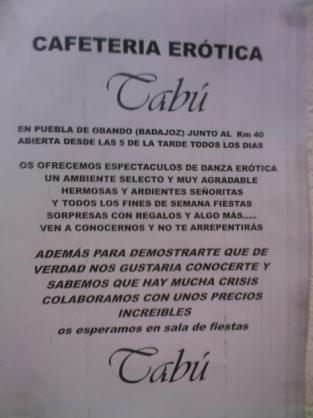 CAFETERIA ERÓTICA
Tabú
EN PUEBLA DE OBANDO (BADAJOZ) JUNTO AL Km 40
ABIERTA DESDE LAS 5 DE LA TARDE TODOS LOS DIAS
OS OFRECEMOS ESPECTACULOS DE DANZA ERÓTICA
UN AMBIENTE SELECTO Y MUY AGRADABLE
HERMOSAS Y ARDIENTES SEÑORITAS
Y TODOS LOS FINES DE SEMANA FIESTAS
SORPRESAS CON REGALOS Y ALGO MÁS.....
VEN A CONOCERNOS Y NO TE ARREPENTIRÁS
ADEMÁS PARA DEMOSTRARTE QUE DE
VERDAD NOS GUSTARIA CONOCERTE Y
SABEMOS QUE HAY MUCHA CRISIS
COLABORAMOS CON UNOS PRECIOS
INCREIBLES
os esperamos en sala de fiestas
Tabú